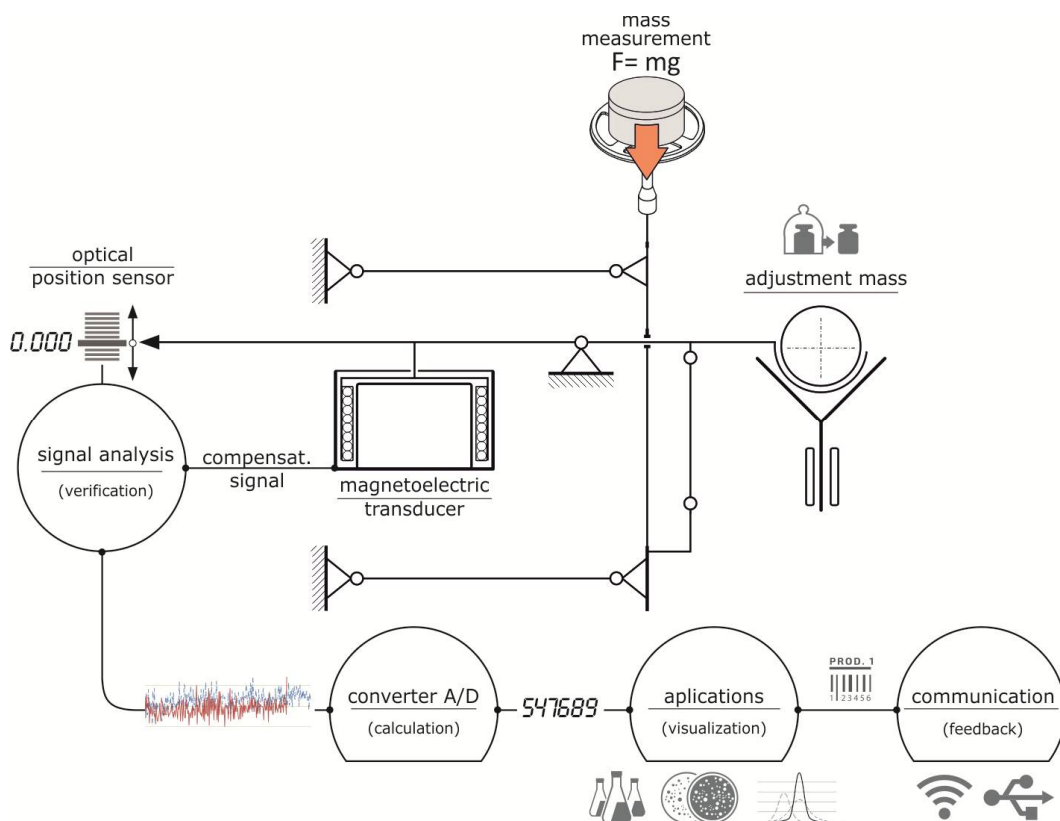 mass
measurement
F= mg
optical
position sensor
adjustment mass
0.000
signal analysis
(verification)
compensat.
signal
magnetoelectric
transducer
PROD. 1
123456
converter A/D
(calculation)
547689
aplications
(visualization)
communication
(feedback)